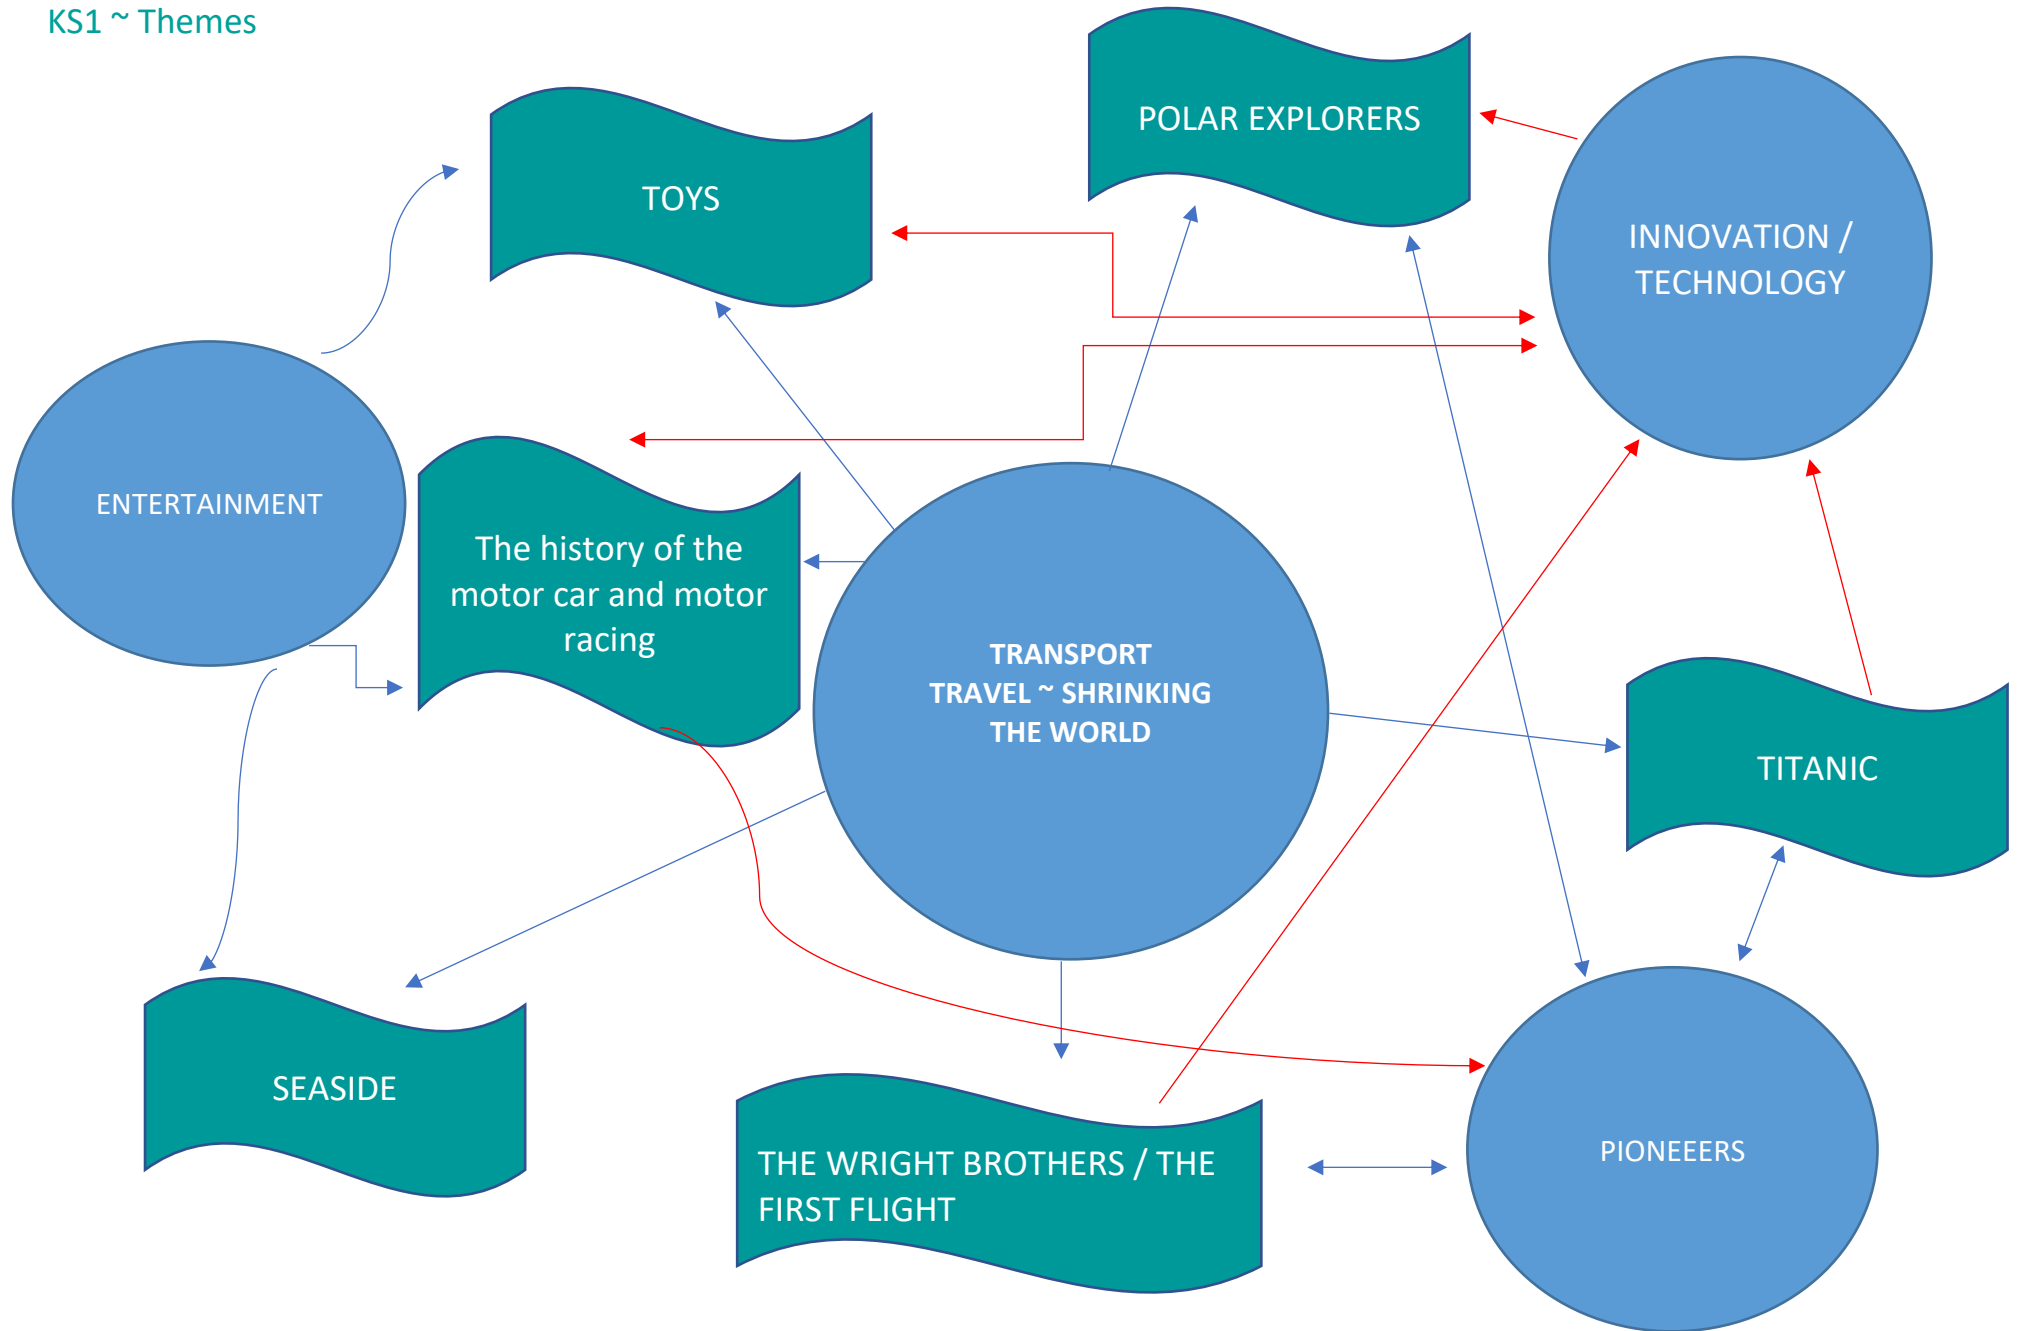 KS1 ~ Themes
POLAR EXPLORERS
TOYS
INNOVATION /
TECHNOLOGY
ENTERTAINMENT
The history of the
motor car and motor
racing
TRANSPORT
TRAVEL ~ SHRINKING
THE WORLD
TITANIC
SEASIDE
THE WRIGHT BROTHERS / THE
FIRST FLIGHT
PIONEEERS